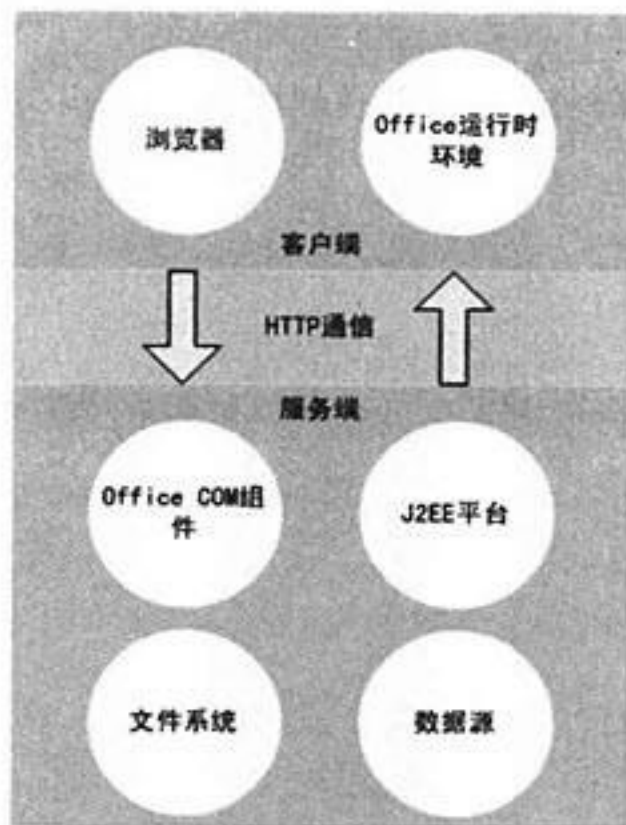 浏览器
Office运行时
环境
客户端
HTTP通信
服务端
Office COM组
件
J2EE平台
文件系统
数据源